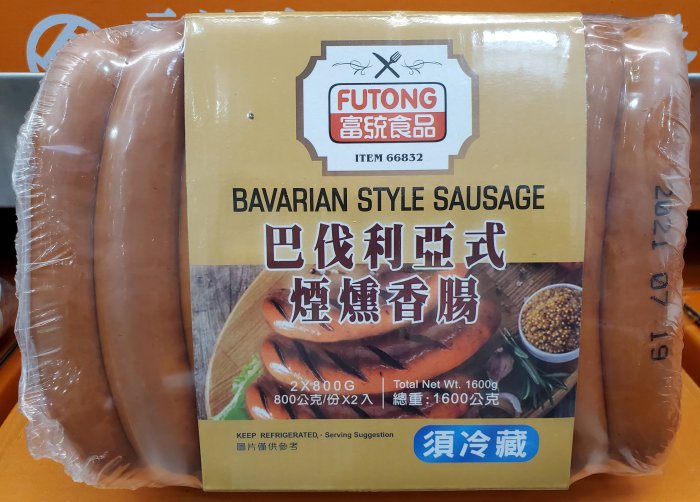 FUTONG
富統食品
ITEM 66832
BAVARIAN STYLE SAUSAGE
巴伐利亞式
煙燻香腸
2X800G
800公克/份X2入
Total Net Wt. 1600g
總重:1600公克
KEEP REFRIGERATED,‧Serving Suggestion
圖片僅供參考
須冷藏
2021 07 19